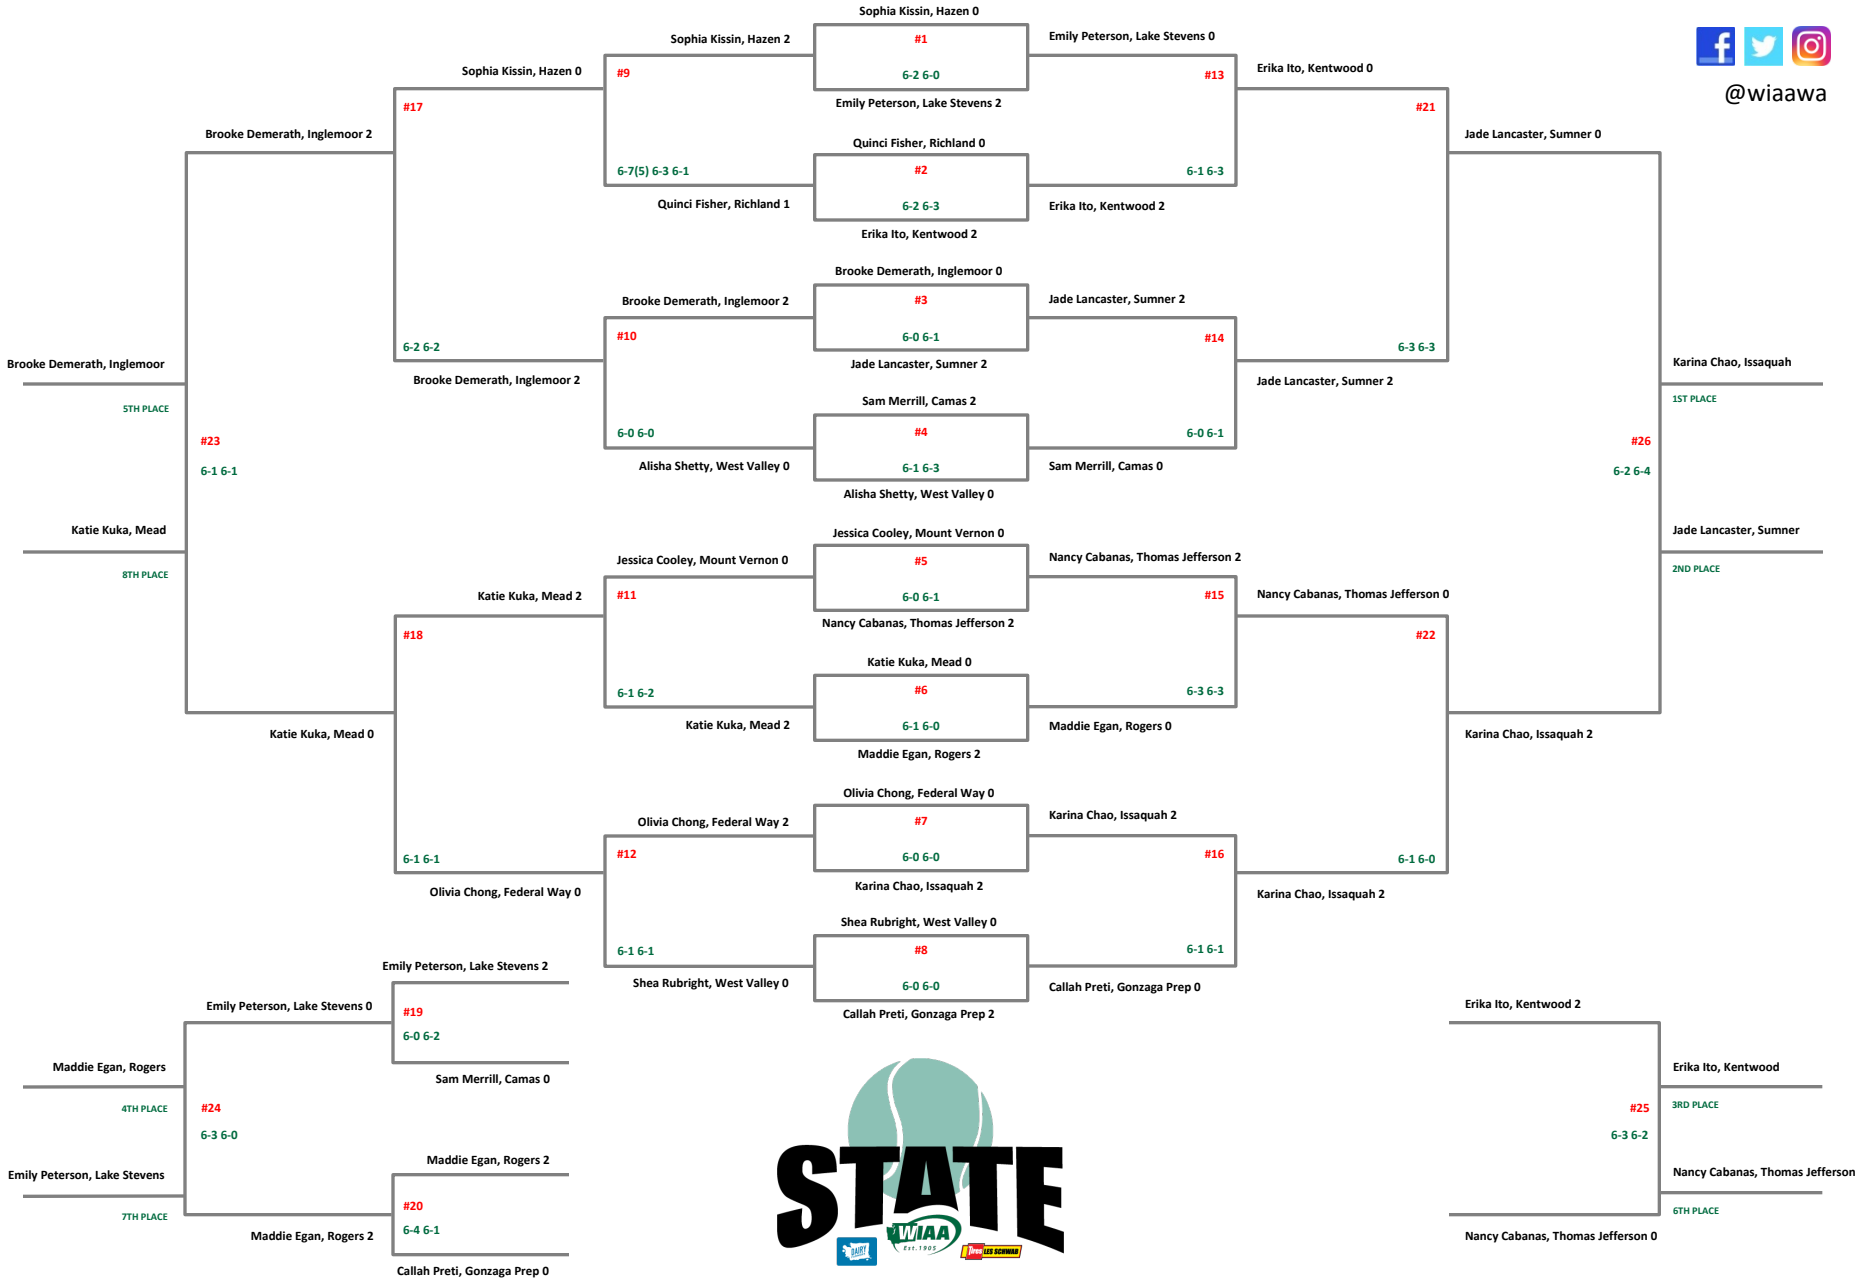 Sophia Kissin, Hazen 0
Sophia Kissin, Hazen 2
#1
Emily Peterson, Lake Stevens 0
Sophia Kissin, Hazen 0
#9
6-2 6-0
#13
Erika Ito, Kentwood 0
@wiaawa
#17
Emily Peterson, Lake Stevens 2
#21
Brooke Demerath, Inglemoor 2
Quinci Fisher, Richland 0
Jade Lancaster, Sumner 0
6-7(5) 6-3 6-1
#2
6-1 6-3
Quinci Fisher, Richland 1
6-2 6-3
Erika Ito, Kentwood 2
Erika Ito, Kentwood 2
Brooke Demerath, Inglemoor 0
Brooke Demerath, Inglemoor 2
#3
Jade Lancaster, Sumner 2
#10
6-0 6-1
#14
6-2 6-2
6-3 6-3
Brooke Demerath, Inglemoor
Jade Lancaster, Sumner 2
Karina Chao, Issaquah
Brooke Demerath, Inglemoor 2
Jade Lancaster, Sumner 2
5TH PLACE
Sam Merrill, Camas 2
1ST PLACE
#23
6-0 6-0
#4
6-0 6-1
#26
6-1 6-1
Alisha Shetty, West Valley 0
6-1 6-3
Sam Merrill, Camas 0
6-2 6-4
Alisha Shetty, West Valley 0
Katie Kuka, Mead
Jessica Cooley, Mount Vernon 0
Jade Lancaster, Sumner
8TH PLACE
Jessica Cooley, Mount Vernon 0
#5
Nancy Cabanas, Thomas Jefferson 2
2ND PLACE
Katie Kuka, Mead 2
#11
6-0 6-1
#15
Nancy Cabanas, Thomas Jefferson 0
#18
Nancy Cabanas, Thomas Jefferson 2
#22
Katie Kuka, Mead 0
6-1 6-2
#6
6-3 6-3
Katie Kuka, Mead 0
Katie Kuka, Mead 2
6-1 6-0
Maddie Egan, Rogers 0
Karina Chao, Issaquah 2
Maddie Egan, Rogers 2
Olivia Chong, Federal Way 0
Olivia Chong, Federal Way 2
#7
Karina Chao, Issaquah 2
6-1 6-1
#12
6-0 6-0
#16
6-1 6-0
Olivia Chong, Federal Way 0
Karina Chao, Issaquah 2
Karina Chao, Issaquah 2
Shea Rubright, West Valley 0
6-1 6-1
#8
6-1 6-1
Emily Peterson, Lake Stevens 2
Shea Rubright, West Valley 0
6-0 6-0
Callah Preti, Gonzaga Prep 0
Emily Peterson, Lake Stevens 0
#19
Callah Preti, Gonzaga Prep 2
Erika Ito, Kentwood 2
6-0 6-2
Maddie Egan, Rogers
Sam Merrill, Camas 0
Erika Ito, Kentwood
4TH PLACE
#24
#25
3RD PLACE
6-3 6-0
6-3 6-2
Emily Peterson, Lake Stevens
Maddie Egan, Rogers 2
Nancy Cabanas, Thomas Jefferson
7TH PLACE
#20
6TH PLACE
Maddie Egan, Rogers 2
6-4 6-1
Nancy Cabanas, Thomas Jefferson 0
Callah Preti, Gonzaga Prep 0
STATE
WIAA
Est. 1905
DAIRY
LES SCHWAB